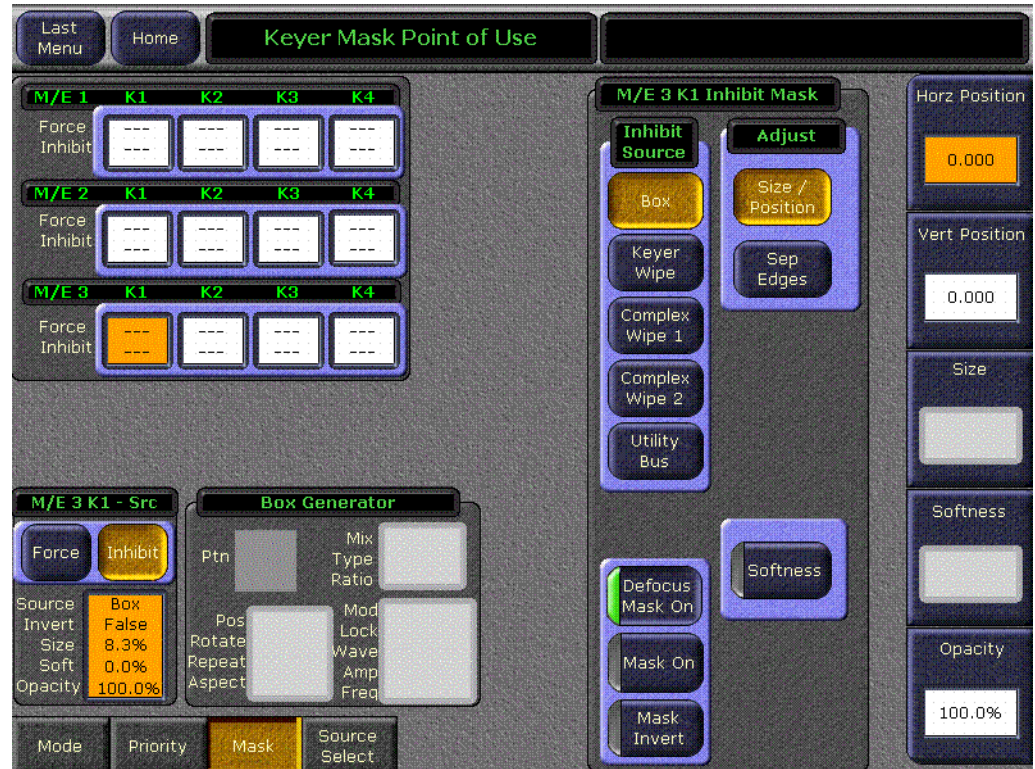 Last
Menu
Home
Keyer Mask Point of Use
M/E 1 K1 K2 K3 K4
Force
Inhibit
--- --- --- ---
--- --- --- ---
M/E 2 K1 K2 K3 K4
Force
Inhibit
--- --- --- ---
--- --- --- ---
M/E 3 K1 K2 K3 K4
Force
Inhibit
--- --- --- ---
--- --- --- ---
M/E 3 K1 - Src
Force
Inhibit
Source Box
Invert False
Size 8.3%
Soft 0.0%
Opacity 100.0%
Box Generator
Ptn
Mix
Type
Ratio
Pos
Rotate
Repeat
Aspect
Mod
Lock
Wave
Amp
Freq
Mode
Priority
Mask
Source
Select
M/E 3 K1 Inhibit Mask
Inhibit
Source
Box
Keyer
Wipe
Complex
Wipe 1
Complex
Wipe 2
Utility
Bus
Adjust
Size /
Position
Sep
Edges
Defocus
Mask On
Mask On
Mask
Invert
Softness
Horz Position
0.000
Vert Position
0.000
Size
Softness
Opacity
100.0%